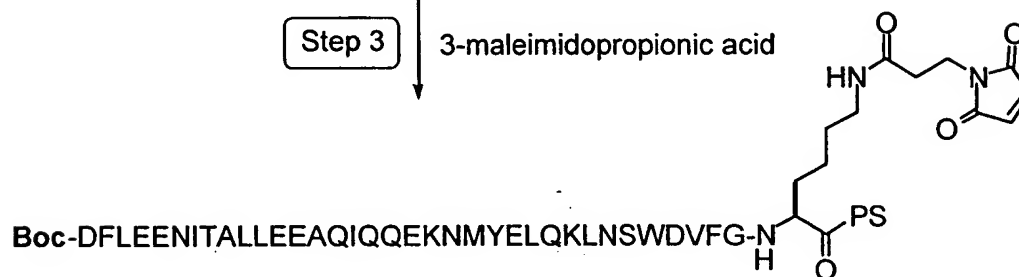 Step 3 3-maleimidopropionic acid
O O
HN N
O
Boc-DFLEENITALLEEAQIQQEKNMYELQKLNSWDVFG-N PS
H O